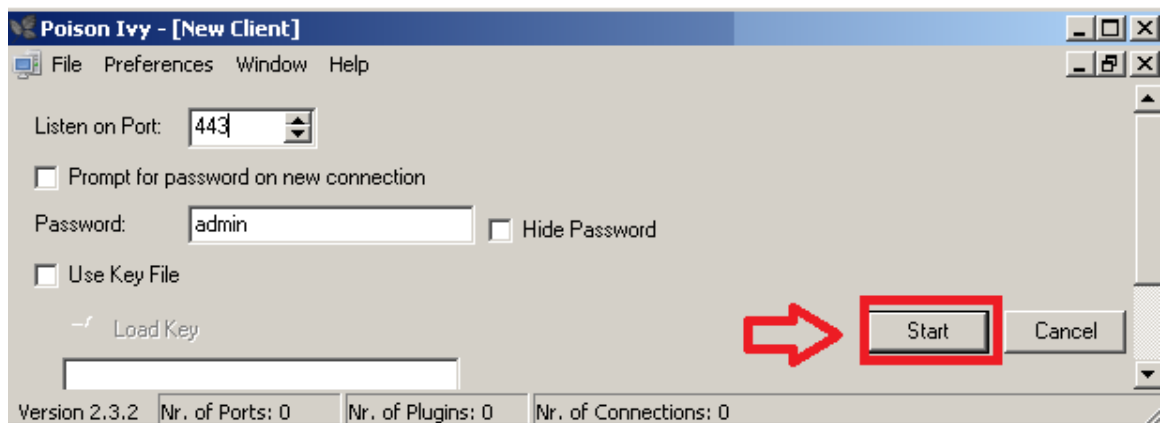 Poison Ivy - [New Client]
File Preferences Window Help
Listen on Port: 443
Prompt for password on new connection
Password: admin Hide Password
Use Key File
Load Key
Start Cancel
Version 2.3.2 Nr. of Ports: 0 Nr. of Plugins: 0 Nr. of Connections: 0